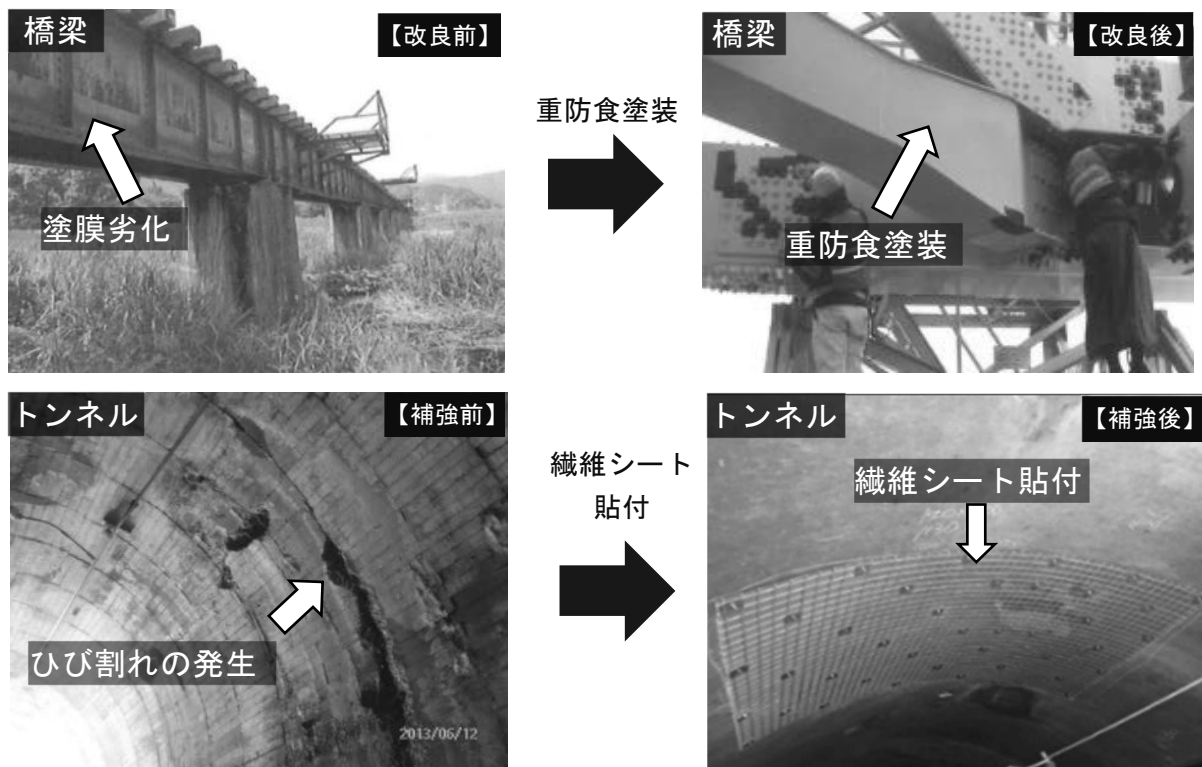 橋梁
【改良前】
塗膜劣化
重防食塗装
橋梁
【改良後】
重防食塗装
トンネル
【補強前】
ひび割れの発生
2013/06/12
繊維シート
貼付
トンネル
【補強後】
繊維シート貼付